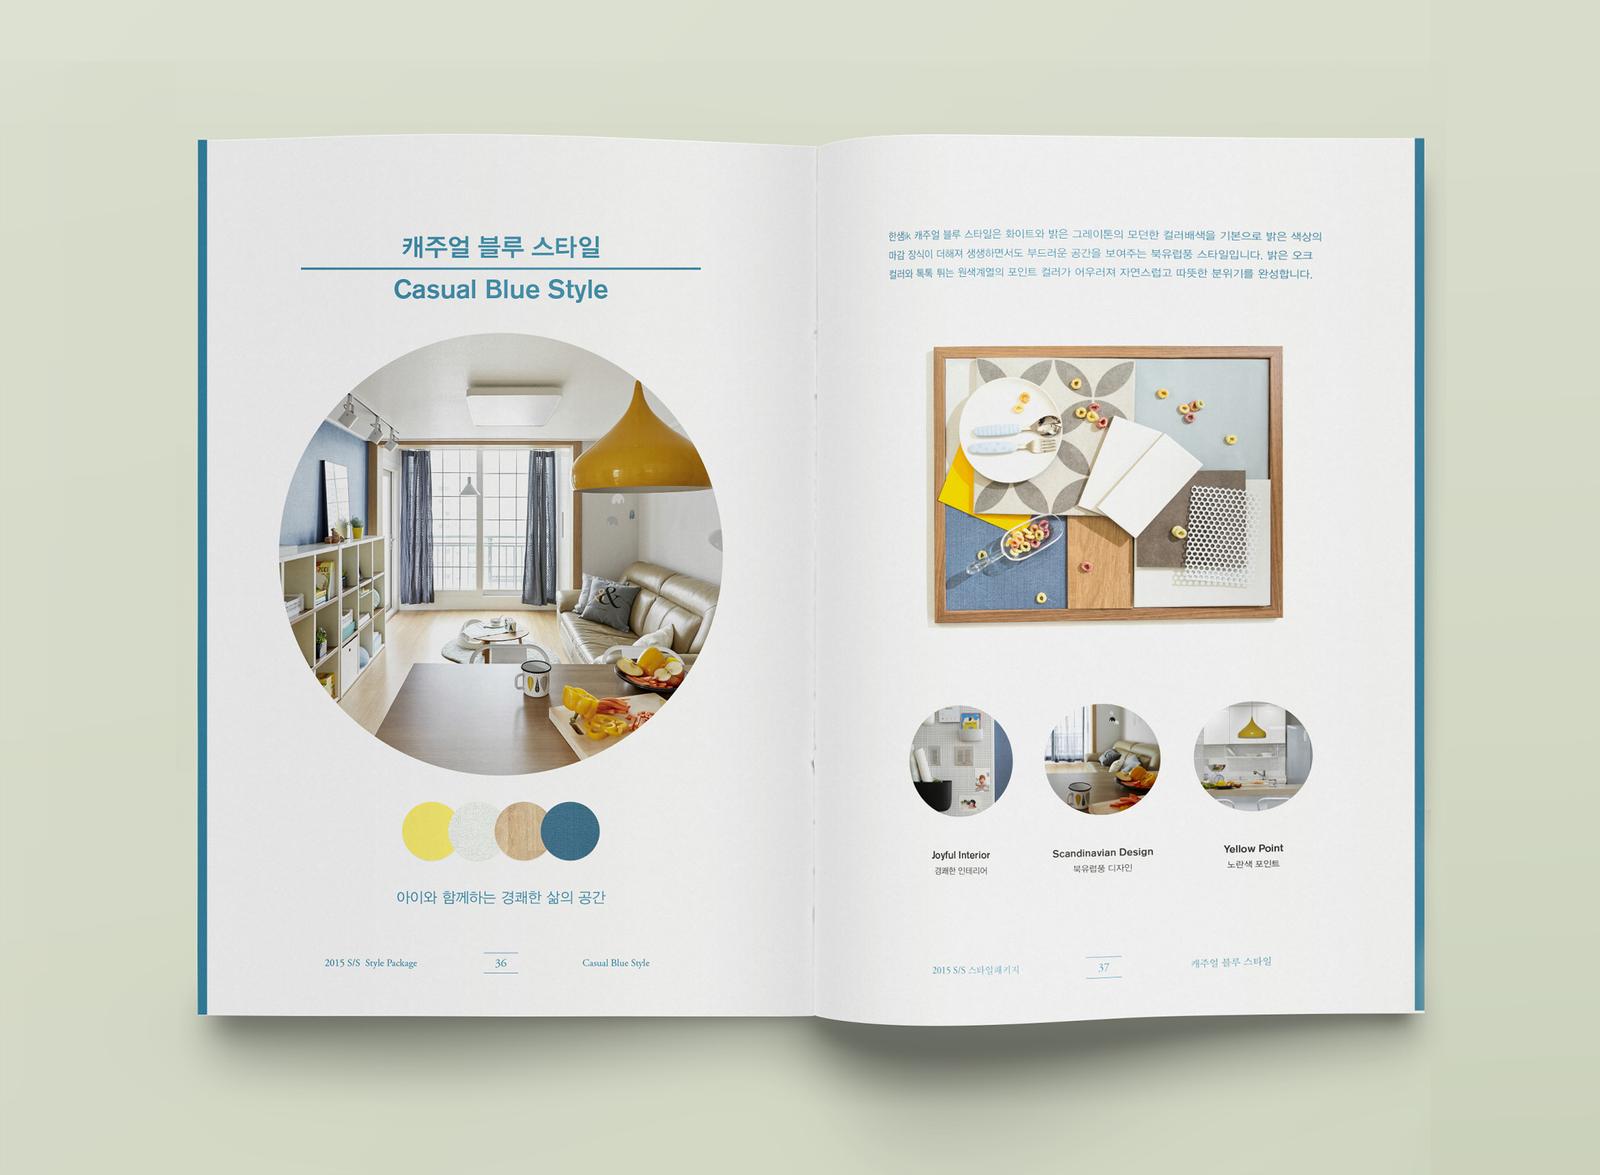 캐주얼 블루 스타일
Casual Blue Style
아이와 함께하는 경쾌한 삶의 공간
2015 S/S Style Package
36
Casual Blue Style
한샘ik 캐주얼 블루 스타일은 화이트와 밝은 그레이톤의 모던한 컬러배색을 기본으로 밝은 색상의
마감 장식이 더해져 생생하면서도 부드러운 공간을 보여주는 북유럽풍 스타일입니다. 밝은 오크
컬러와 톡톡 튀는 원색계열의 포인트 컬러가 어우러져 자연스럽고 따뜻한 분위기를 완성합니다.
Joyful Interior
경쾌한 인테리어
Scandinavian Design
북유럽풍 디자인
Yellow Point
노란색 포인트
2015 S/S 스타일패키지
37
캐주얼 블루 스타일
&